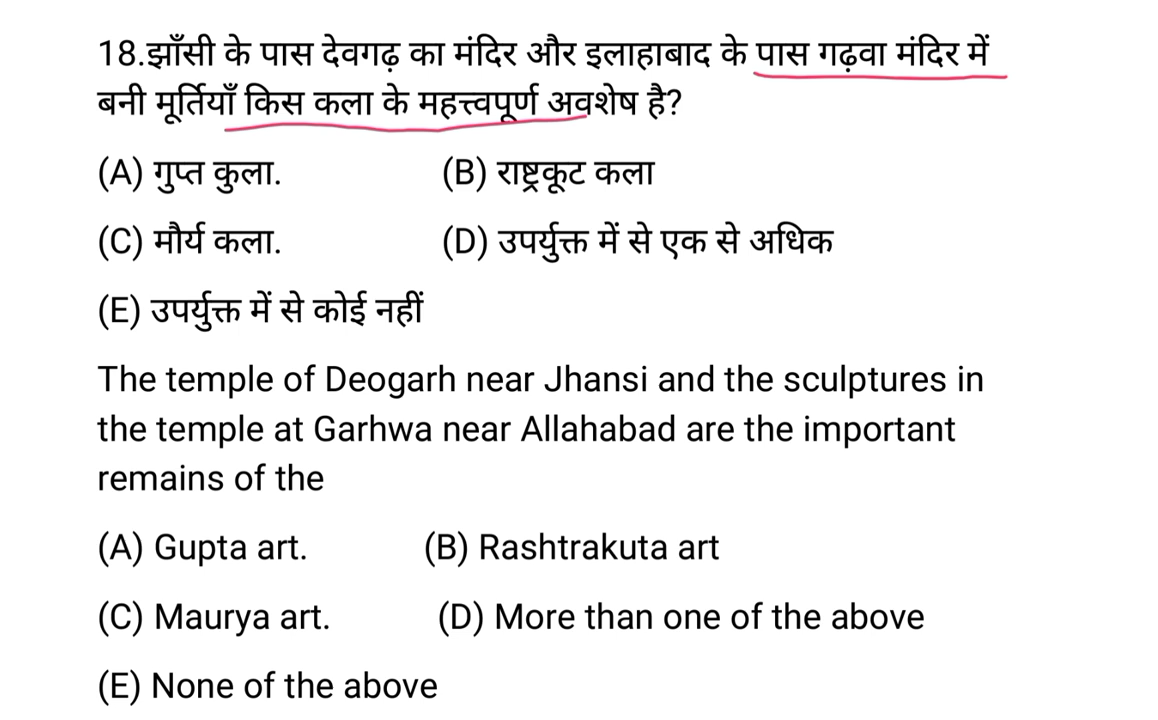 18.झाँसी के पास देवगढ़ का मंदिर और इलाहाबाद के पास गढ़वा मंदिर में
बनी मूर्तियाँ किस कला के महत्त्वपूर्ण अवशेष है?
(A) गुप्त कुला. (B) राष्ट्रकूट कला
(C) मौर्य कला. (D) उपर्युक्त में से एक से अधिक
(E) उपर्युक्त में से कोई नहीं
The temple of Deogarh near Jhansi and the sculptures in
the temple at Garhwa near Allahabad are the important
remains of the
(A) Gupta art. (B) Rashtrakuta art
(C) Maurya art. (D) More than one of the above
(E) None of the above